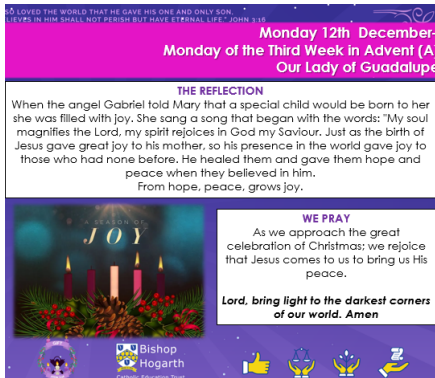 SO LOVED THE WORLD THAT HE GAVE HIS ONE AND ONLY SON,
LIEVES IN HIM SHALL NOT PERISH BUT HAVE ETERNAL LIFE." JOHN 3:16
Monday 12th December-
Monday of the Third Week in Advent (A)
Our Lady of Guadalupe
THE REFLECTION
When the angel Gabriel told Mary that a special child would be born to her
she was filled with joy. She sang a song that began with the words: "My soul
magnifies the Lord, my spirit rejoices in God my Saviour. Just as the birth of
Jesus gave great joy to his mother, so his presence in the world gave joy to
those who had none before. He healed them and gave them hope and
peace when they believed in him.
From hope, peace, grows joy.
A SEASON OF
JOY
WE PRAY
As we approach the great
celebration of Christmas; we rejoice
that Jesus comes to us to bring us His
peace.
Lord, bring light to the darkest corners
of our world. Amen
Bishop
Hogarth
Catholic Education Trust